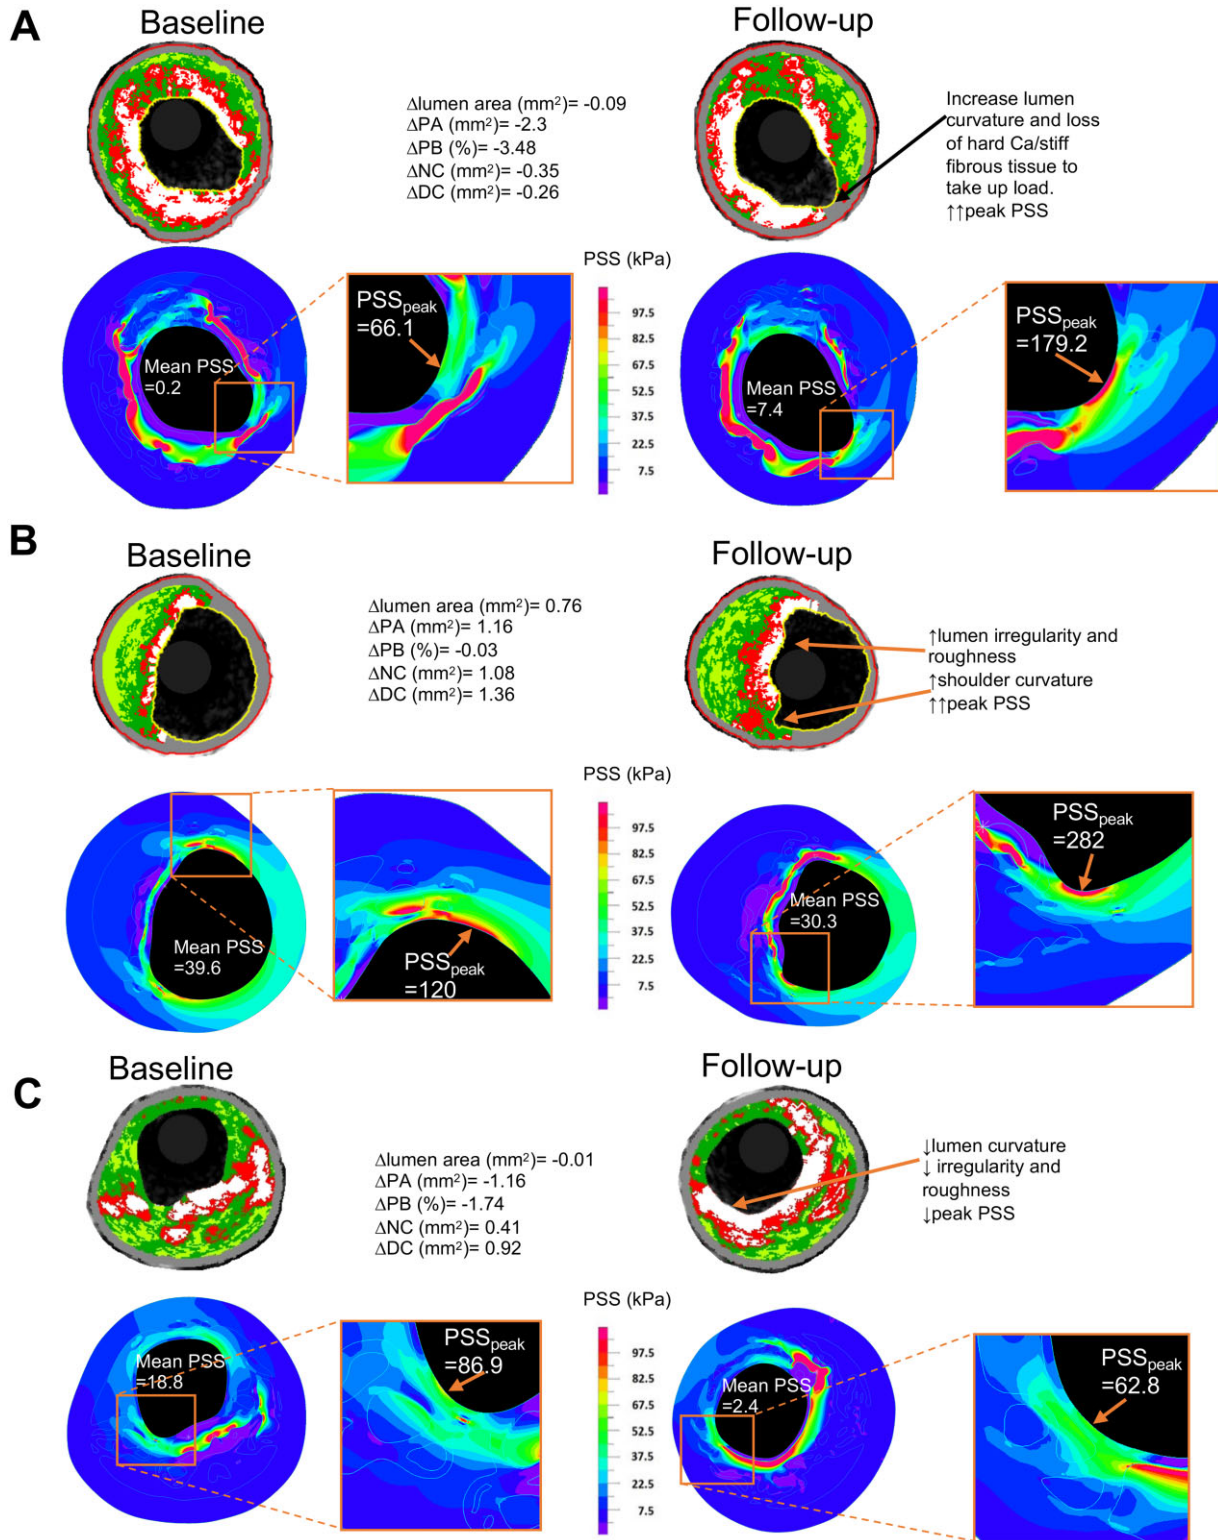 A
Baseline
Follow-up
Δlumen area (mm²)= -0.09
ΔPA (mm²)= -2.3
ΔPB (%)= -3.48
ΔNC (mm²)= -0.35
ΔDC (mm²)= -0.26
Increase lumen
curvature and loss
of hard Ca/stiff
fibrous tissue to
take up load.
↑↑peak PSS
PSS (kPa)
97.5
82.5
67.5
52.5
37.5
22.5
7.5
Mean PSS
=0.2
PSSpeak
=66.1
Mean PSS
=7.4
PSSpeak
=179.2
B
Baseline
Follow-up
Δlumen area (mm²)= 0.76
ΔPA (mm²)= 1.16
ΔPB (%)= -0.03
ΔNC (mm²)= 1.08
ΔDC (mm²)= 1.36
↑lumen irregularity and
roughness
↑shoulder curvature
↑↑peak PSS
PSS (kPa)
97.5
82.5
67.5
52.5
37.5
22.5
7.5
Mean PSS
=39.6
PSSpeak
=120
Mean PSS
=30.3
PSSpeak
=282
C
Baseline
Follow-up
Δlumen area (mm²)= -0.01
ΔPA (mm²)= -1.16
ΔPB (%)= -1.74
ΔNC (mm²)= 0.41
ΔDC (mm²)= 0.92
↓lumen curvature
↓ irregularity and
roughness
↓peak PSS
PSS (kPa)
97.5
82.5
67.5
52.5
37.5
22.5
7.5
Mean PSS
=18.8
PSSpeak
=86.9
Mean PSS
=2.4
PSSpeak
=62.8